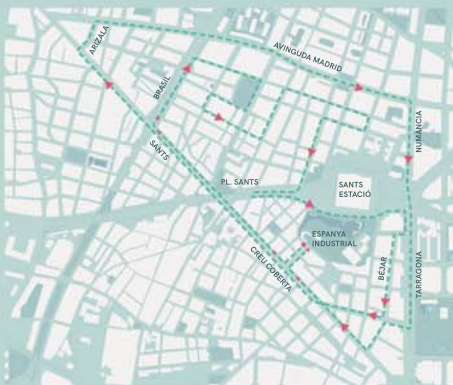 ARIZALA
AVINGUDA MADRID
BRASIL
NUMÀNCIA
SANTS
PL. SANTS
SANTS
ESTACIÓ
ESPANYA
INDUSTRIAL
CREU COBERTA
BÉJAR
TARRAGONA